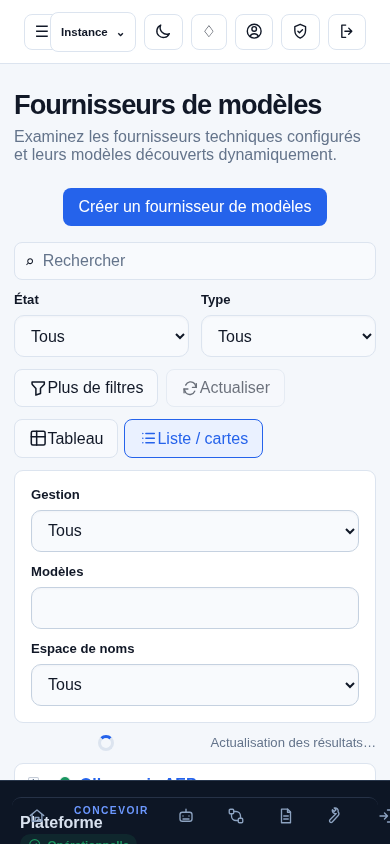 Instance
Fournisseurs de modèles
Examinez les fournisseurs techniques configurés
et leurs modèles découverts dynamiquement.
Créer un fournisseur de modèles
Rechercher
État
Type
Tous
Tous
Plus de filtres
Actualiser
Tableau
Liste / cartes
Gestion
Tous
Modèles
Espace de noms
Tous
Actualisation des résultats…
CONCEVOIR
Plateforme
Opérationnelle